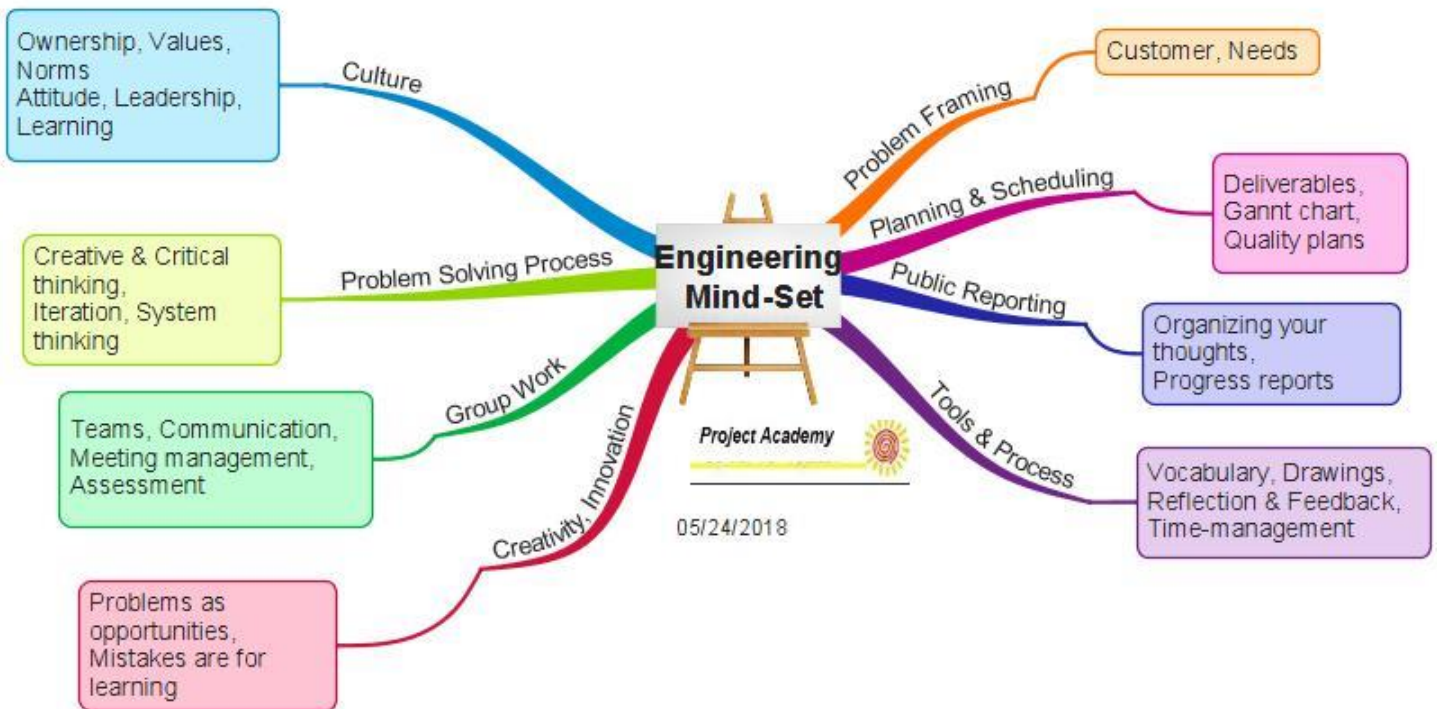 Engineering
Mind-Set
Culture
Ownership, Values,
Norms
Attitude, Leadership,
Learning
Problem Solving Process
Creative & Critical
thinking,
Iteration, System
thinking
Group Work
Teams, Communication,
Meeting management,
Assessment
Creativity, Innovation
Problems as
opportunities,
Mistakes are for
learning
Problem Framing
Customer, Needs
Planning & Scheduling
Deliverables,
Gannt chart,
Quality plans
Public Reporting
Organizing your
thoughts,
Progress reports
Tools & Process
Vocabulary, Drawings,
Reflection & Feedback,
Time-management
Project Academy
05/24/2018